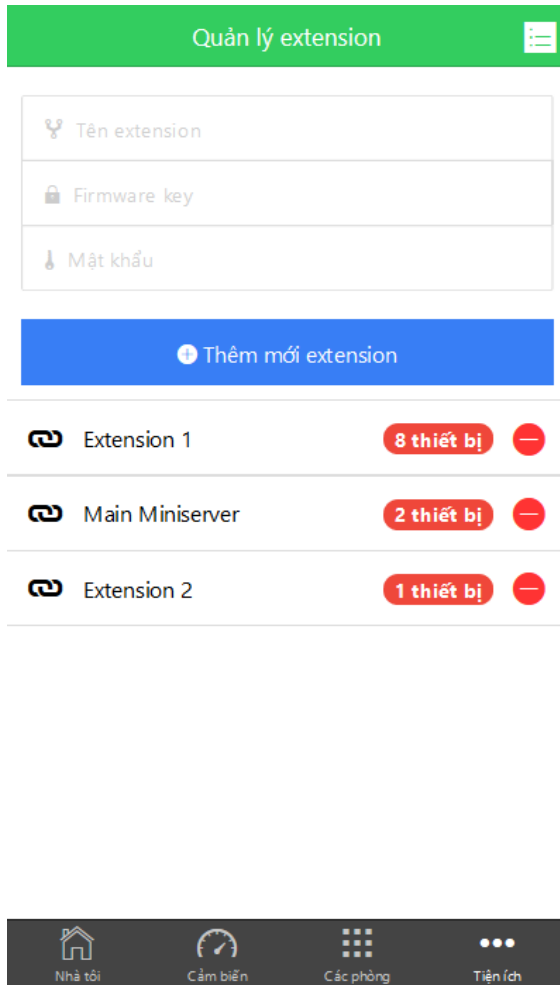 Quản lý extension
Tên extension
Firmware key
Mật khẩu
Thêm mới extension
Extension 1 8 thiết bị
Main Miniserver 2 thiết bị
Extension 2 1 thiết bị
Nhà tôi Cảm biến Các phòng Tiện ích